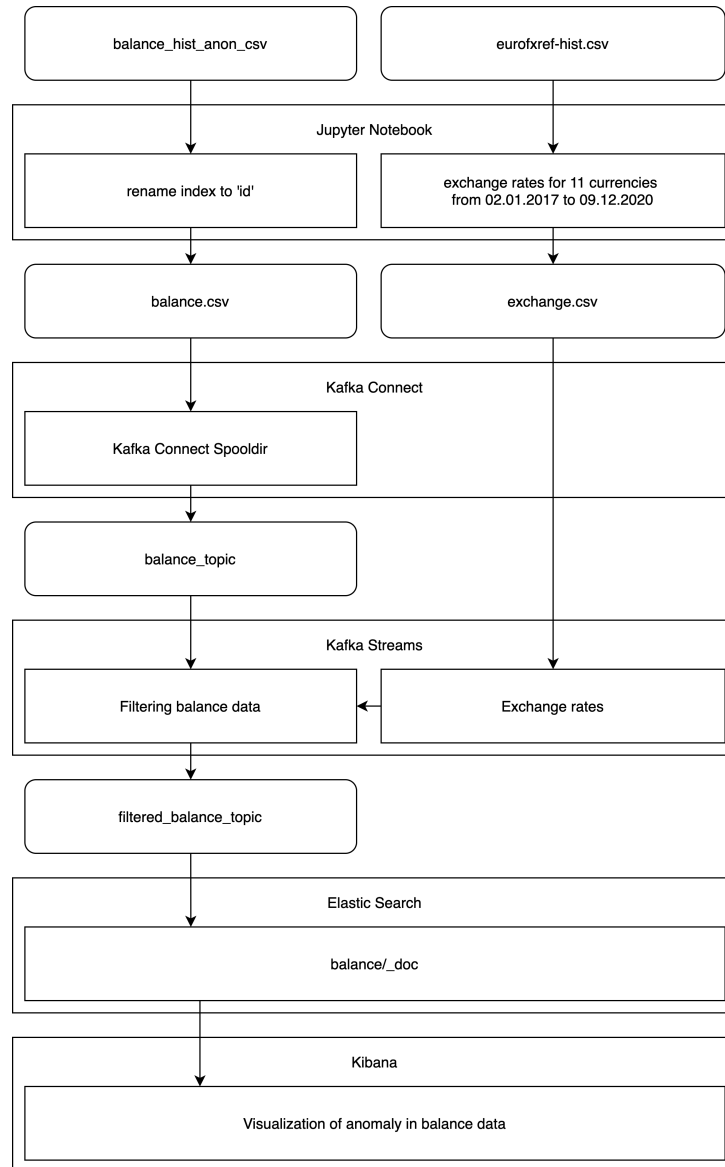 balance_hist_anon_csv
eurofxref-hist.csv
Jupyter Notebook
rename index to 'id'
exchange rates for 11 currencies
from 02.01.2017 to 09.12.2020
balance.csv
exchange.csv
Kafka Connect
Kafka Connect Spooldir
balance_topic
Kafka Streams
Filtering balance data
Exchange rates
filtered_balance_topic
Elastic Search
balance/_doc
Kibana
Visualization of anomaly in balance data